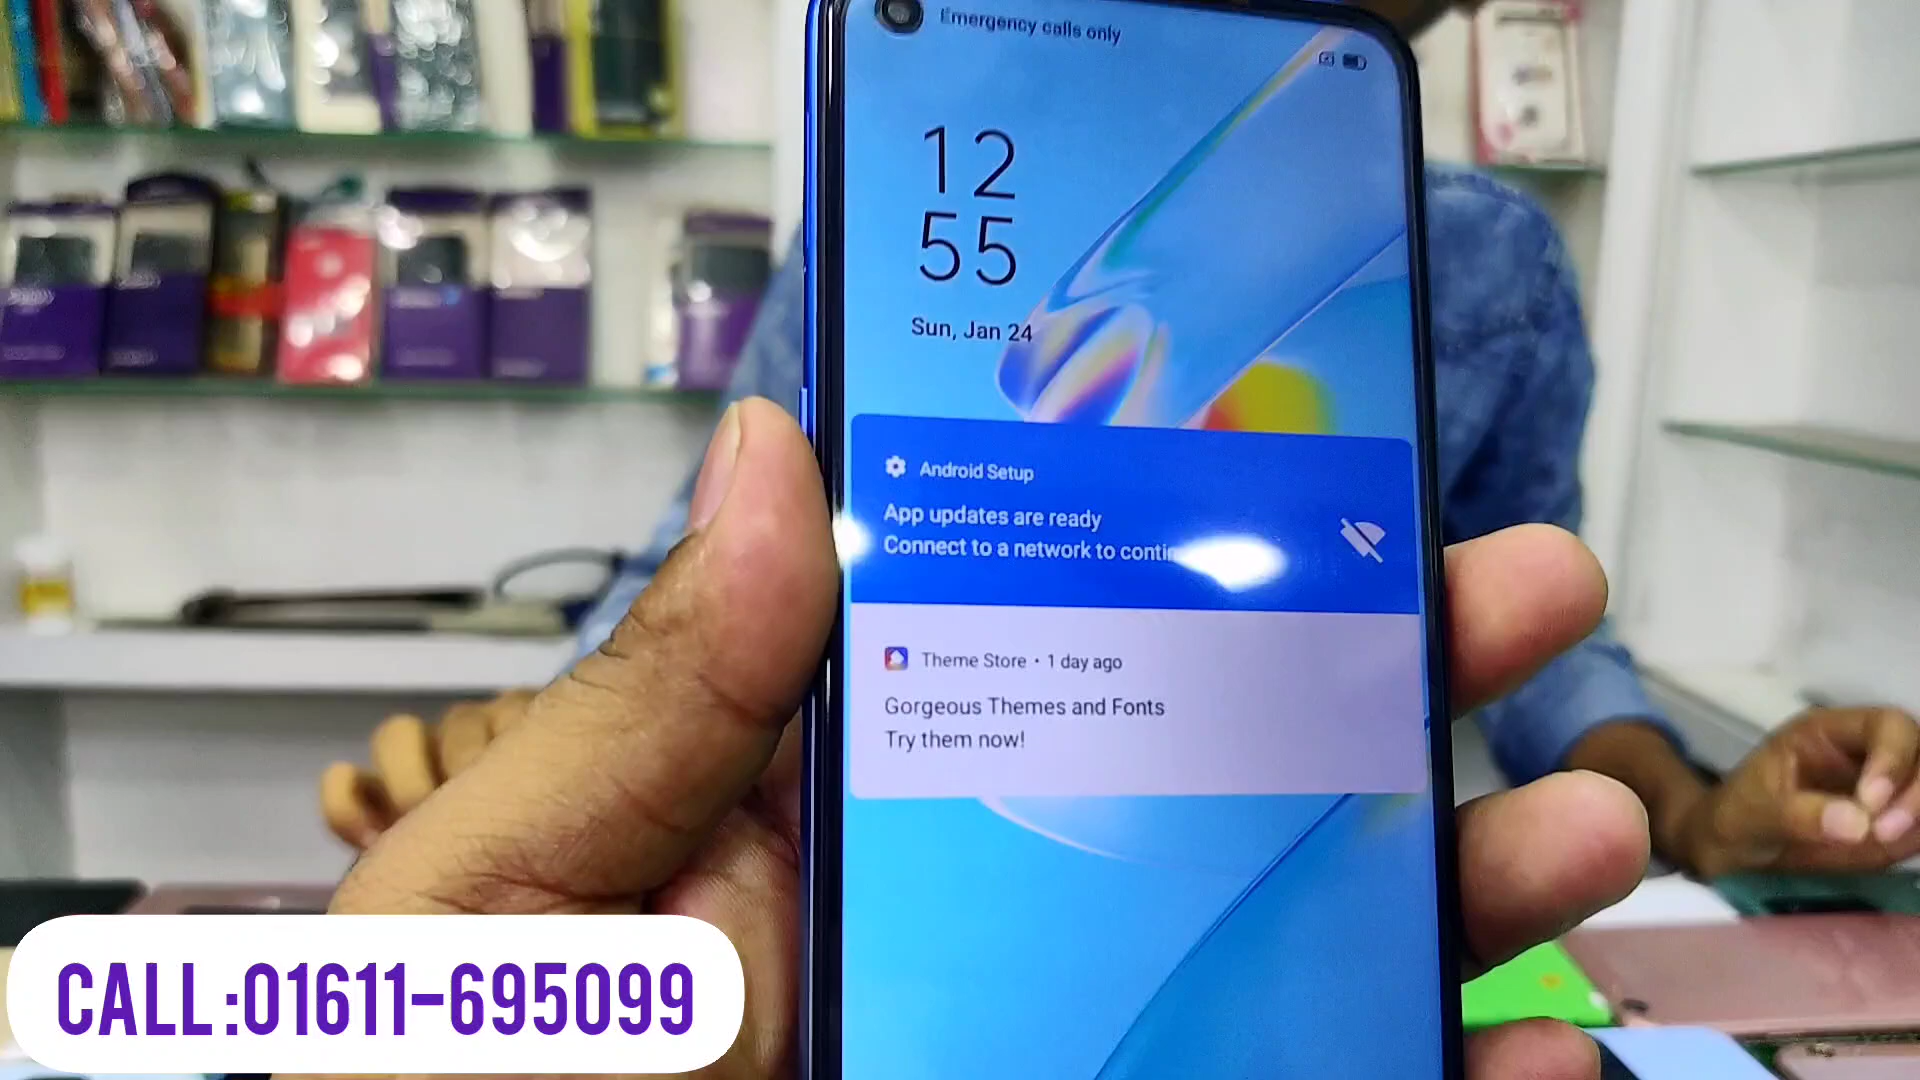 Emergency calls only
12
55
Sun, Jan 24
Android Setup
App updates are ready
Connect to a network to
Theme Store • 1 day ago
Gorgeous Themes and Fonts
Try them now!
CALL:01611-695099